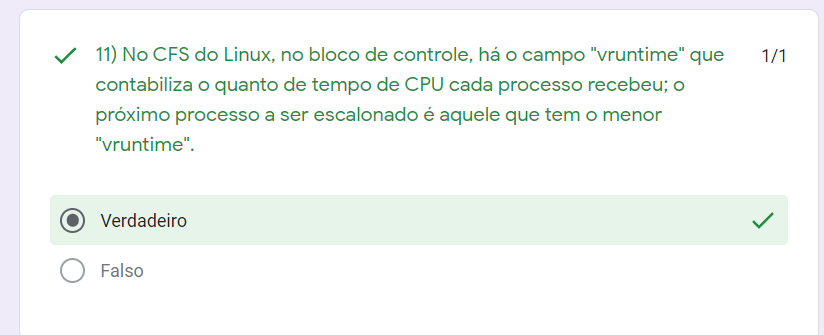 11) No CFS do Linux, no bloco de controle, há o campo "vruntime" que
1/1
contabiliza o quanto de tempo de CPU cada processo recebeu; o
próximo processo a ser escalonado é aquele que tem o menor
"vruntime".
Verdadeiro
Falso